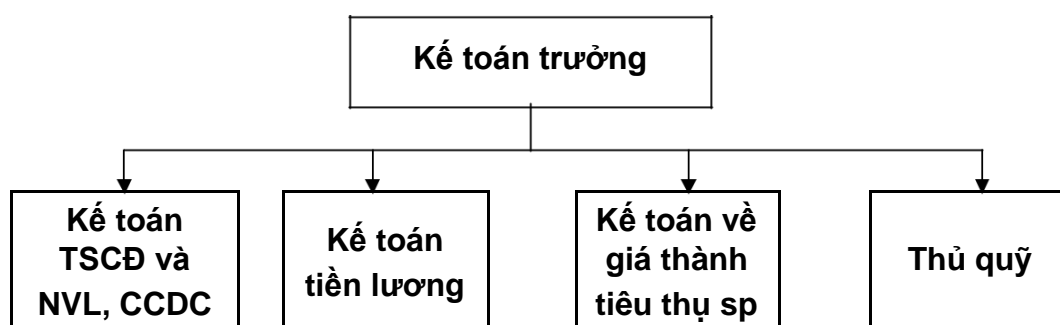 Kế toán trưởng
Kế toán
TSCĐ và
NVL, CCDC
Kế toán
tiền lương
Kế toán về
giá thành
tiêu thụ sp
Thủ quỹ